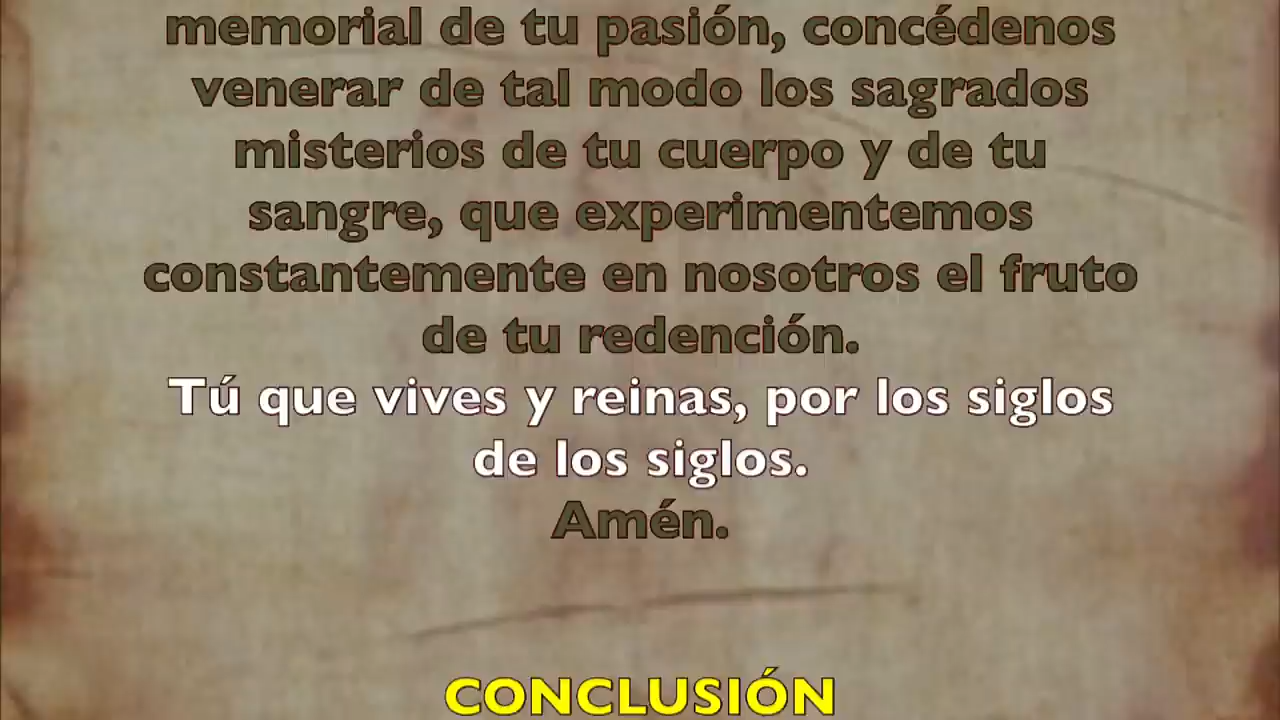 memorial de tu pasión, concédenos
venerar de tal modo los sagrados
misterios de tu cuerpo y de tu
sangre, que experimentemos
constantemente en nosotros el fruto
de tu redención.
Tú que vives y reinas, por los siglos
de los siglos.
Amén.
CONCLUSIÓN